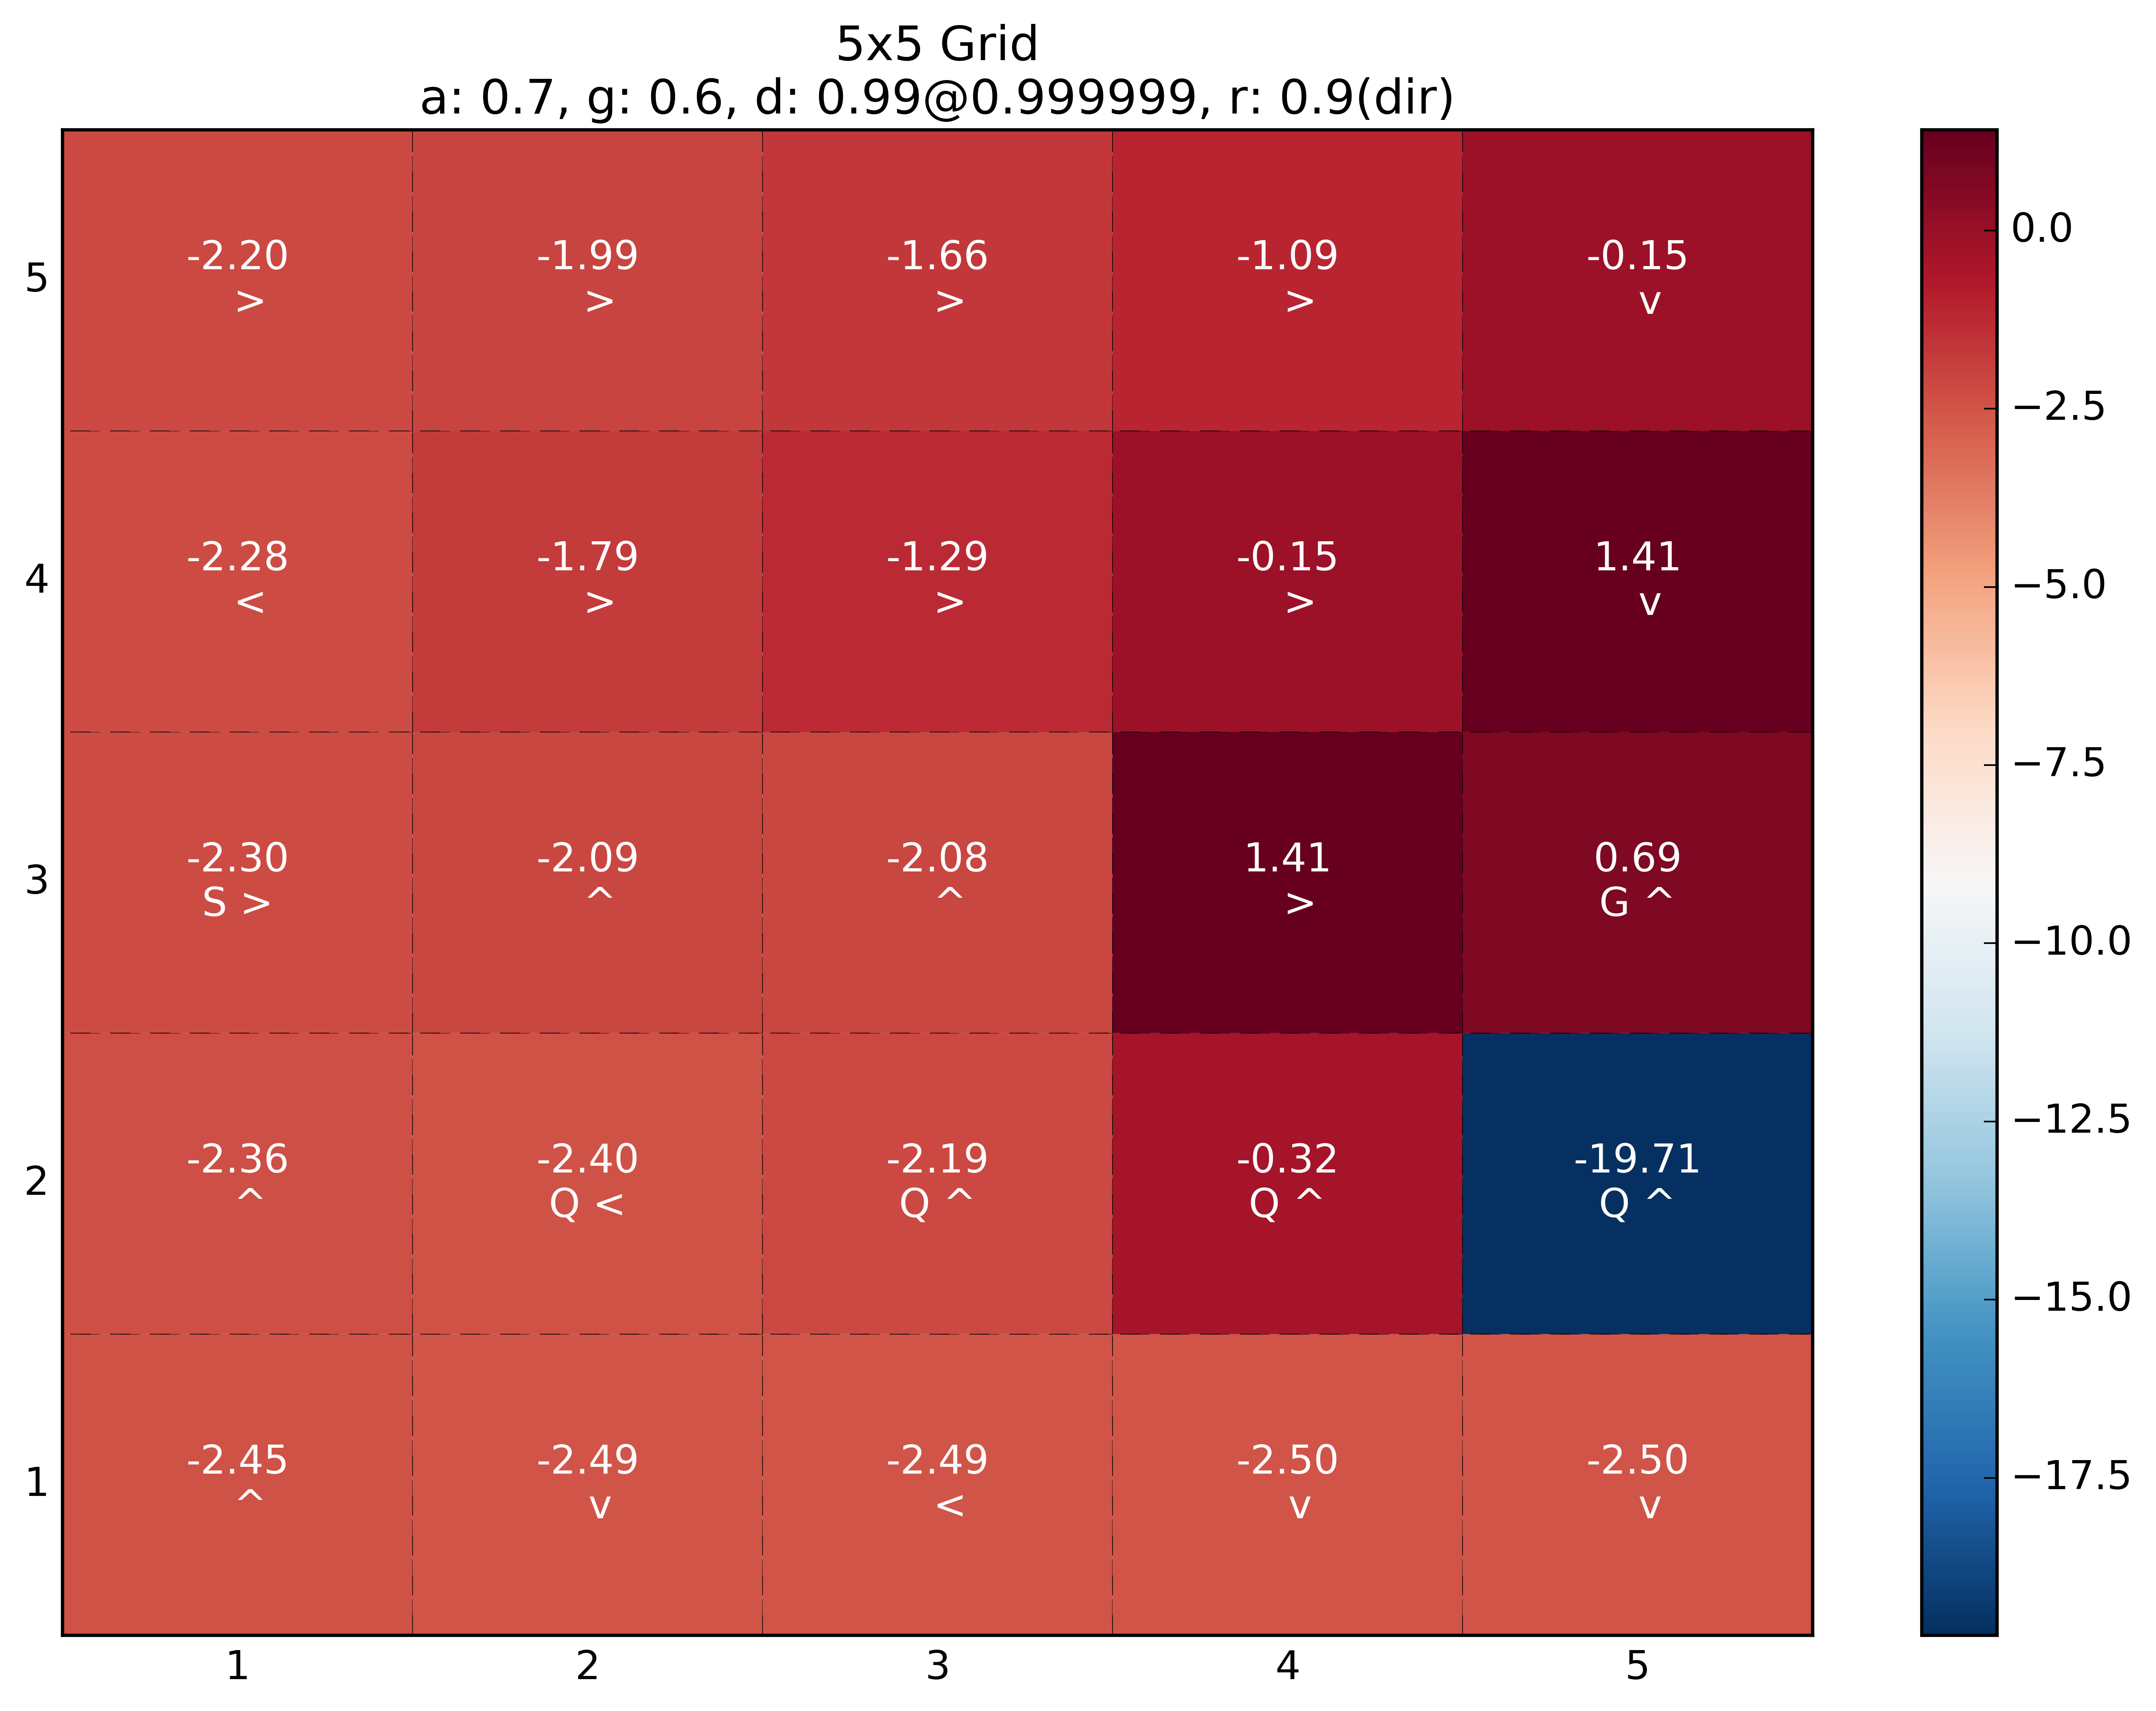 5x5 Grid
a: 0.7, g: 0.6, d: 0.99@0.999999, r: 0.9(dir)
5
-2.20 -1.99 -1.66 -1.09 -0.15
> > > > v
4
-2.28 -1.79 -1.29 -0.15 1.41
< > > > v
3
-2.30 -2.09 -2.08 1.41 0.69
S > ^ ^ > G ^
2
-2.36 -2.40 -2.19 -0.32 -19.71
^ Q < Q ^ Q ^ Q ^
1
-2.45 -2.49 -2.49 -2.50 -2.50
^ v < v v
1 2 3 4 5
0.0
−2.5
−5.0
−7.5
−10.0
−12.5
−15.0
−17.5